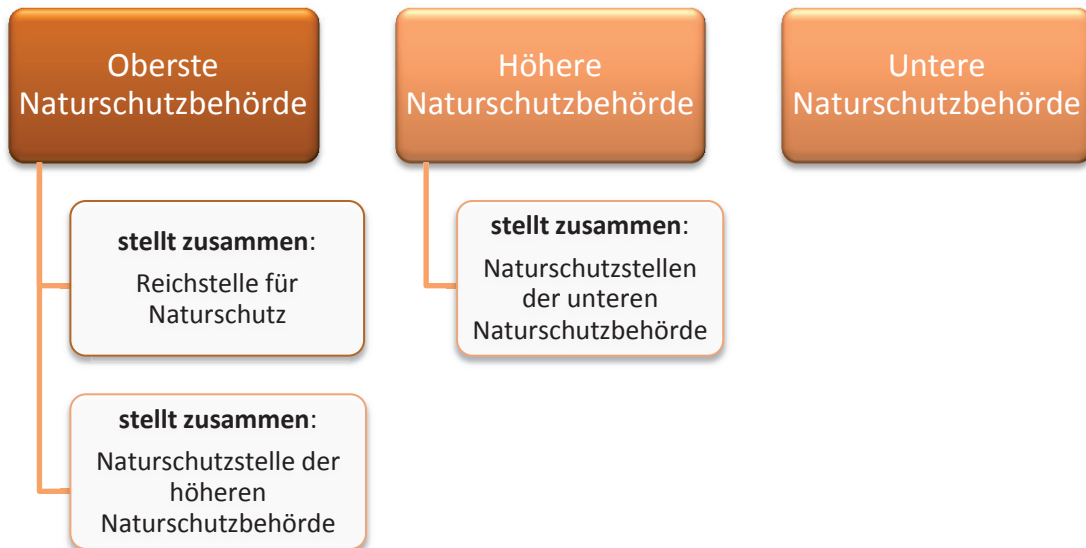 Oberste
Naturschutzbehörde
stellt zusammen:
Reichstelle für
Naturschutz
stellt zusammen:
Naturschutzstelle der
höheren
Naturschutzbehörde
Höhere
Naturschutzbehörde
stellt zusammen:
Naturschutzstellen
der unteren
Naturschutzbehörde
Untere
Naturschutzbehörde